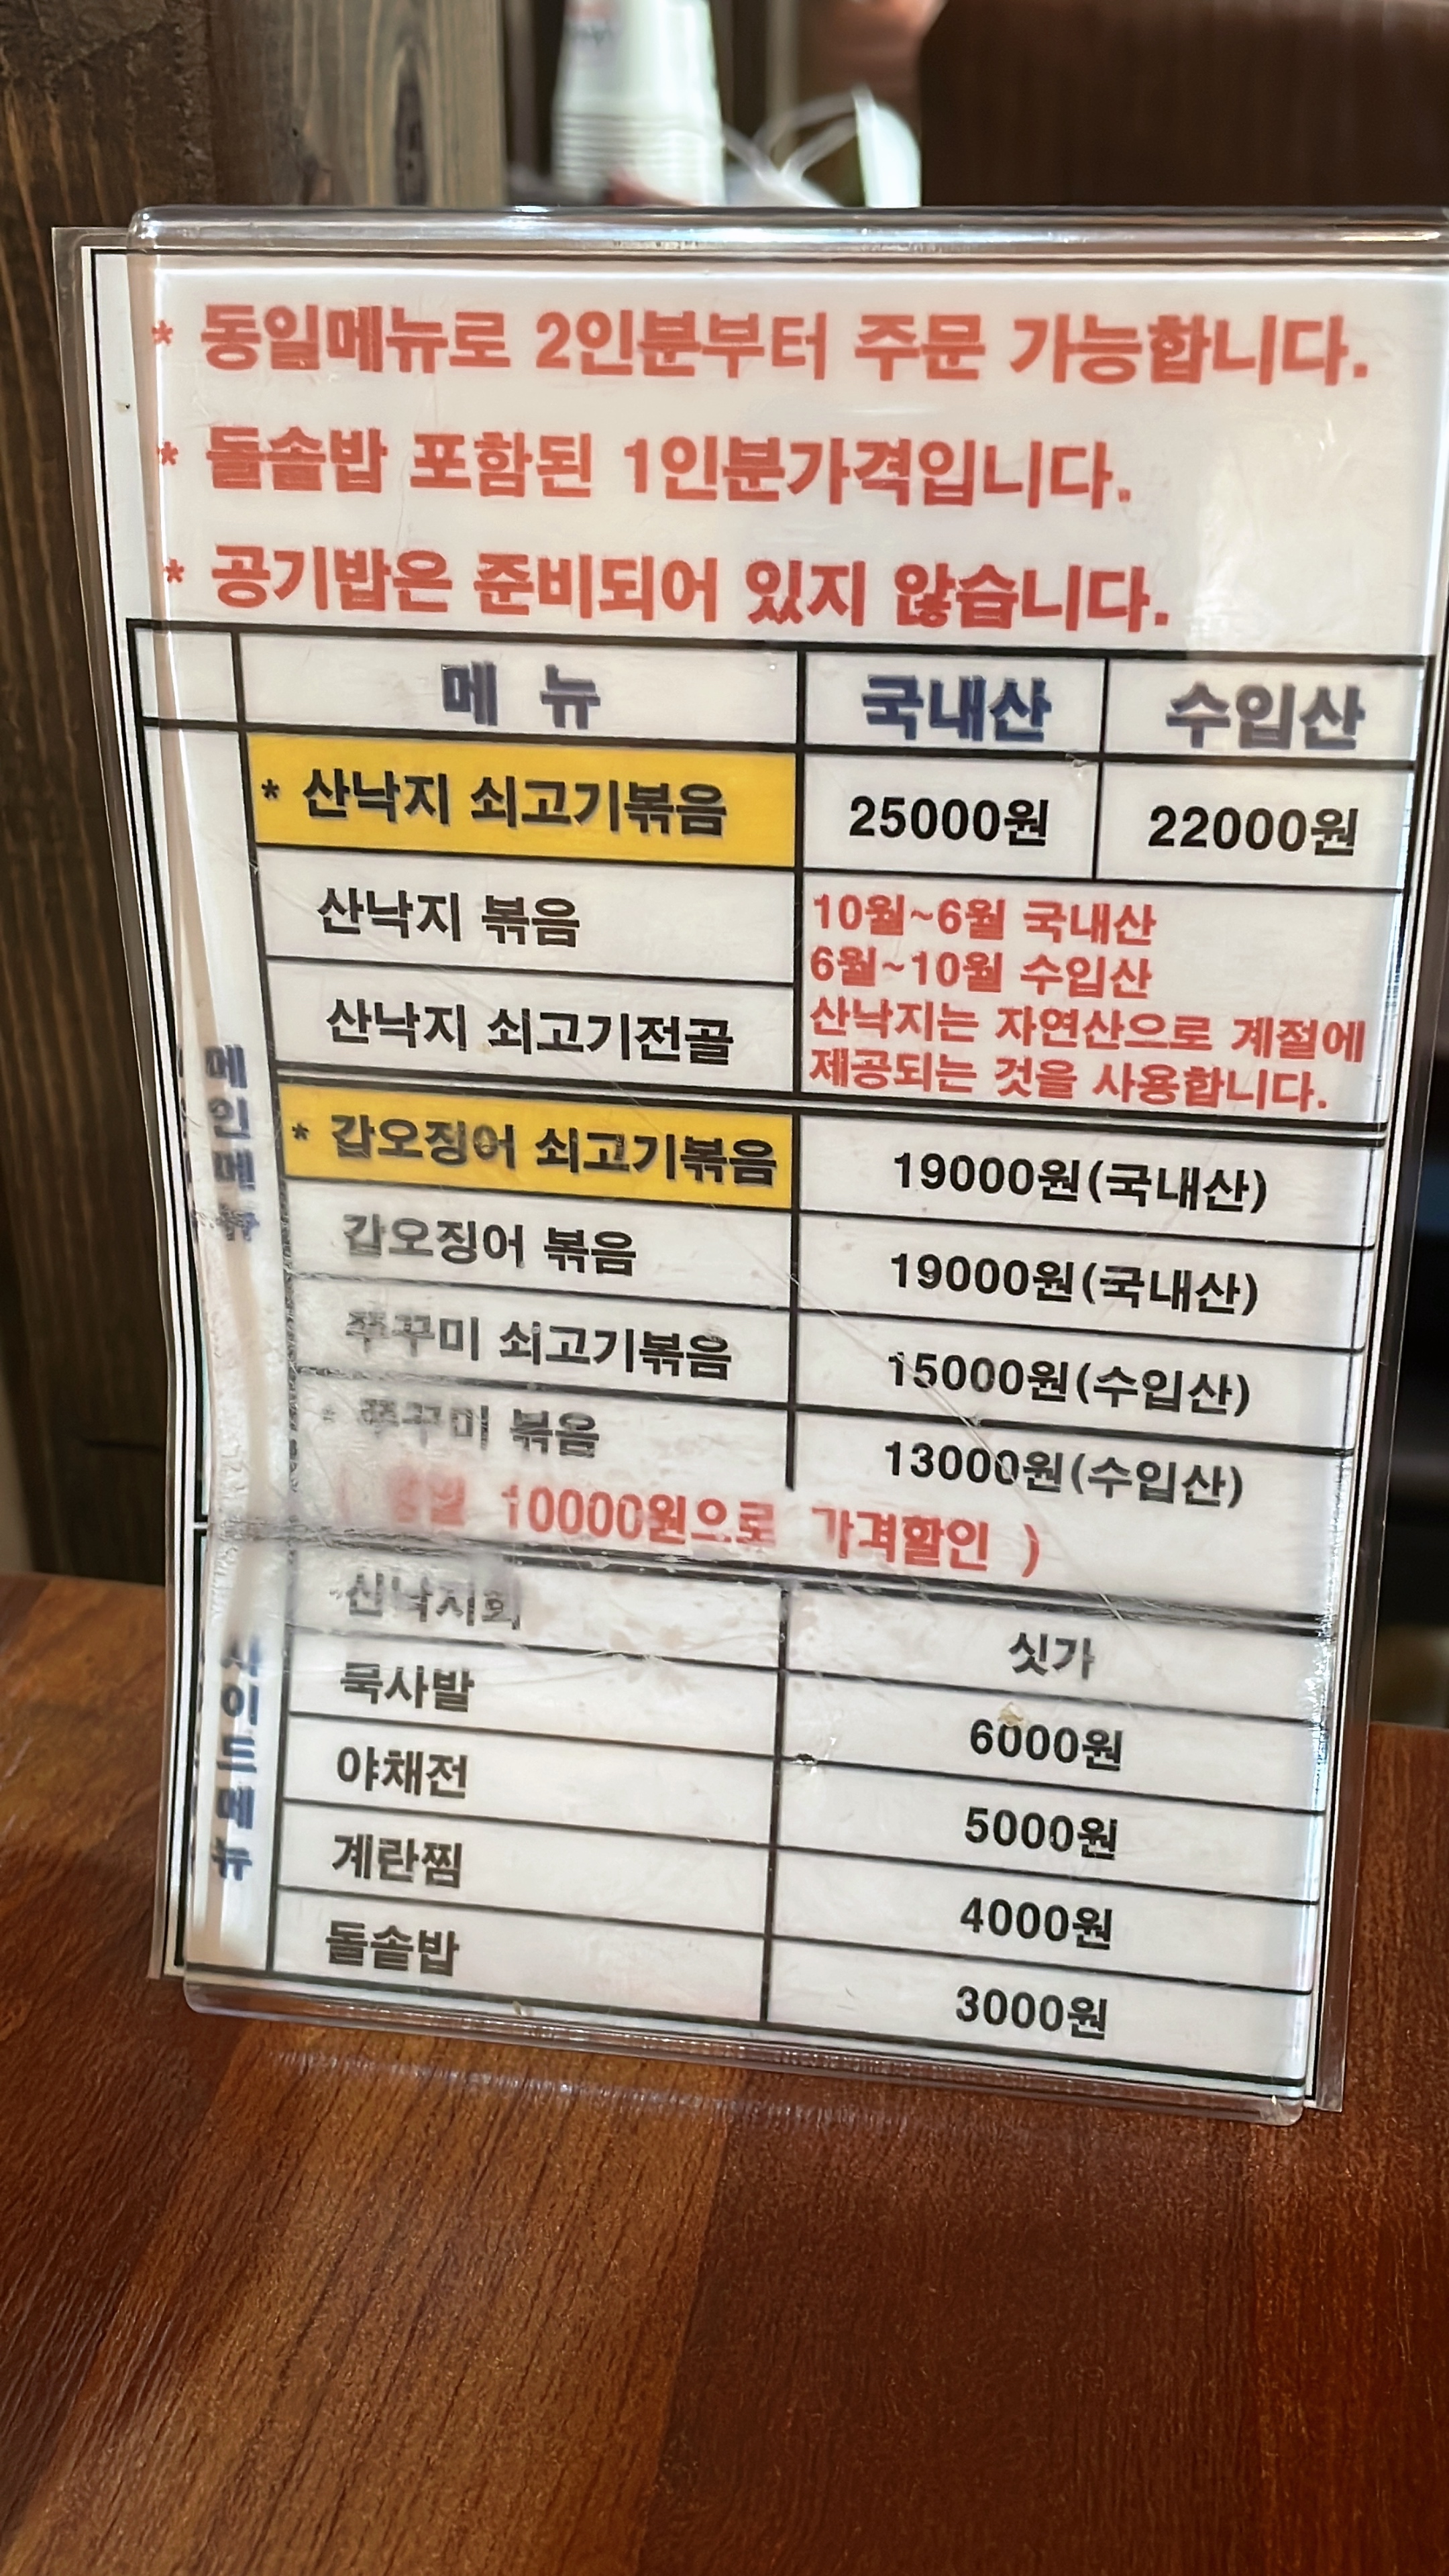 * 동일메뉴로 2인분부터 주문 가능합니다.
* 돌솥밥 포함된 1인분가격입니다.
* 공기밥은 준비되어 있지 않습니다.
메 뉴 국내산 수입산
메인메뉴
* 산낙지 쇠고기볶음 25000원 22000원
산낙지 볶음
산낙지 쇠고기전골
10월~6월 국내산
6월~10월 수입산
산낙지는 자연산으로 계절에
제공되는 것을 사용합니다.
* 갑오징어 쇠고기볶음 19000원(국내산)
갑오징어 볶음 19000원(국내산)
쭈꾸미 쇠고기볶음 15000원(수입산)
* 쭈꾸미 볶음 13000원(수입산)
10000원으로 가격할인 )
사이드메뉴
산낙지회 싯가
묵사발 6000원
야채전 5000원
계란찜 4000원
돌솥밥 3000원